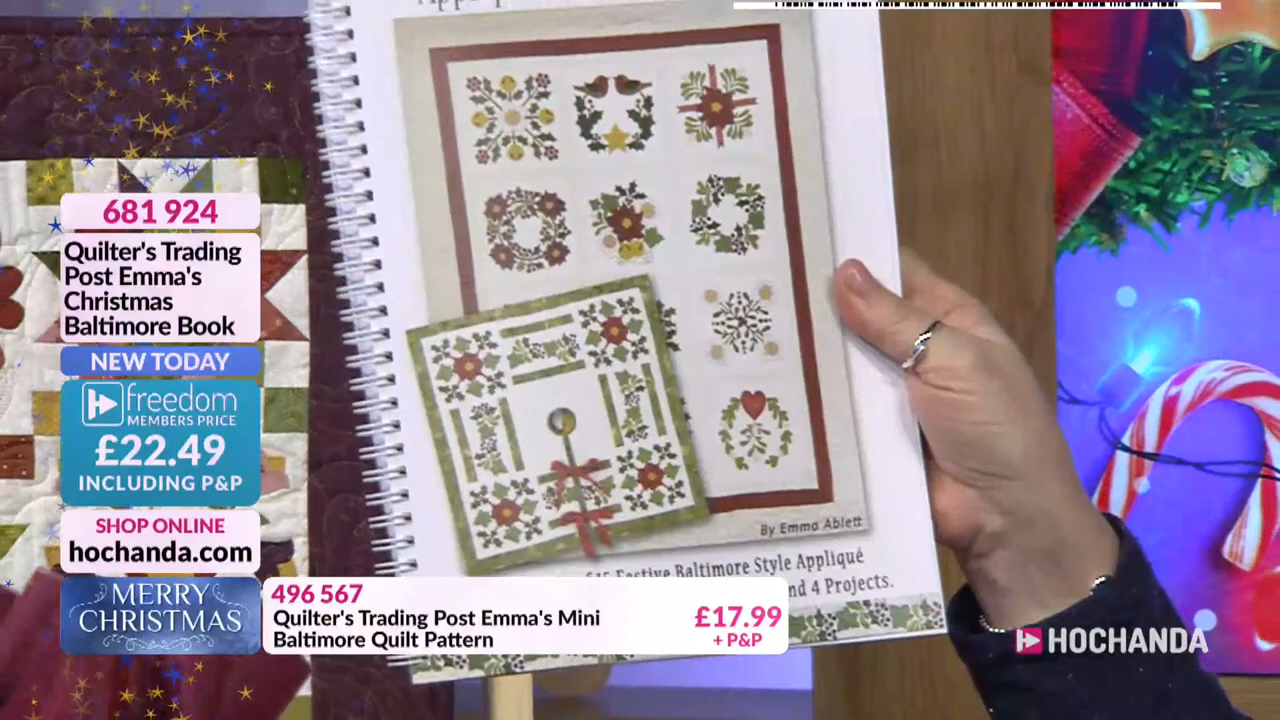 681 924
Quilter's Trading
Post Emma's
Christmas
Baltimore Book
NEW TODAY
freedom
MEMBERS PRICE
£22.49
INCLUDING P&P
SHOP ONLINE
hochanda.com
MERRY
CHRISTMAS
496 567
Quilter's Trading Post Emma's Mini
Baltimore Quilt Pattern
£17.99
+ P&P
By Emma Ablett
Festive Baltimore Style Appliqué
and 4 Projects.
HOCHANDA